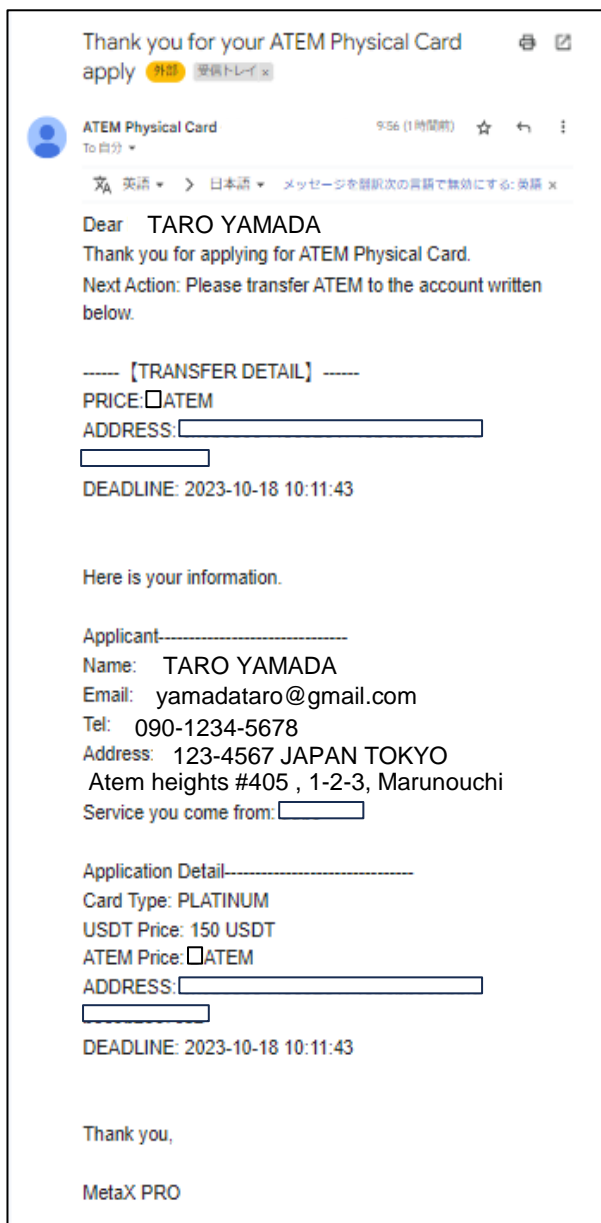 Thank you for your ATEM Physical Card
apply 外部 受信トレイ ×
ATEM Physical Card 9:56 (1 時間前)
To 自分
英語 > 日本語 メッセージを翻訳次の言語で無効にする: 英語 ×
Dear TARO YAMADA
Thank you for applying for ATEM Physical Card.
Next Action: Please transfer ATEM to the account written
below.
------【TRANSFER DETAIL】------
PRICE: ATEM
ADDRESS:
DEADLINE: 2023-10-18 10:11:43
Here is your information.
Applicant--------------------------------
Name: TARO YAMADA
Email: yamadataro@gmail.com
Tel: 090-1234-5678
Address: 123-4567 JAPAN TOKYO
Atem heights #405 , 1-2-3, Marunouchi
Service you come from:
Application Detail--------------------------------
Card Type: PLATINUM
USDT Price: 150 USDT
ATEM Price: ATEM
ADDRESS:
DEADLINE: 2023-10-18 10:11:43
Thank you,
MetaX PRO